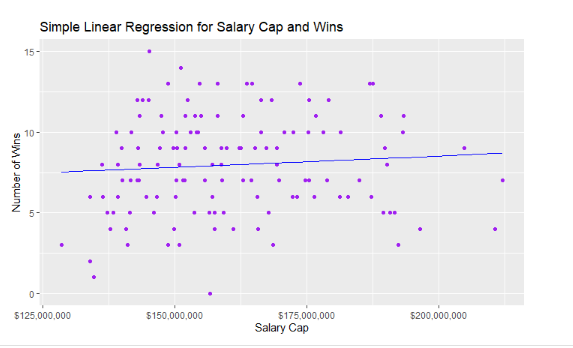 Simple Linear Regression for Salary Cap and Wins
15
10
5
0
Number of Wins
$125,000,000
$150,000,000
$175,000,000
$200,000,000
Salary Cap